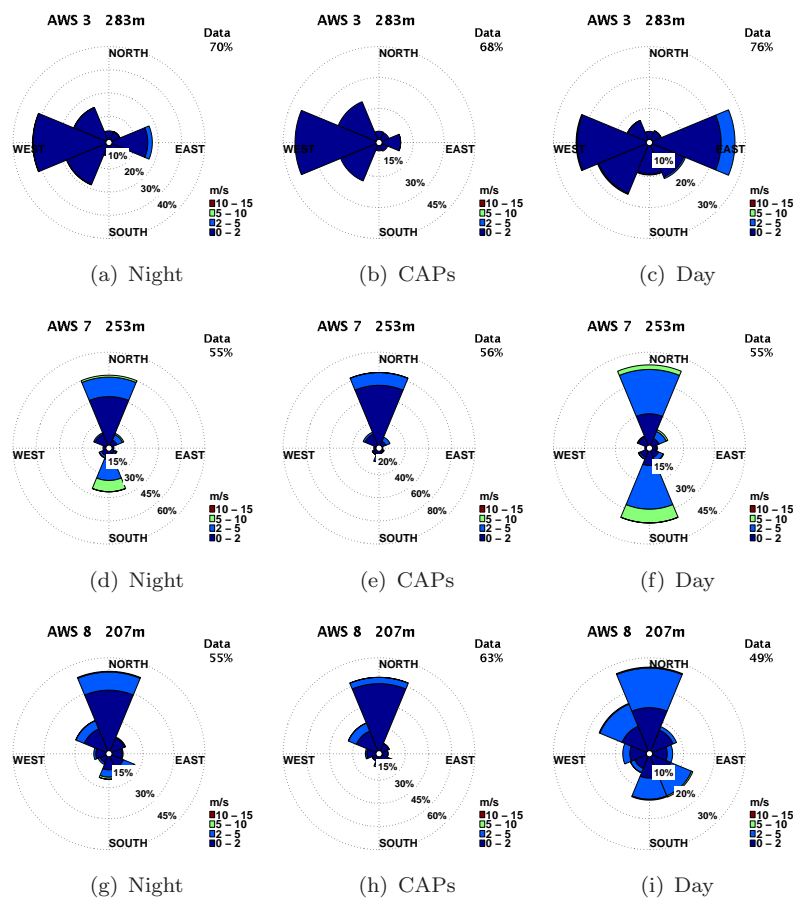 AWS 3 283m
Data
70%
NORTH
WEST
EAST
10%
20%
30%
40%
SOUTH
m/s
10 – 15
5 – 10
2 – 5
0 – 2
(a) Night
AWS 3 283m
Data
68%
NORTH
WEST
EAST
15%
30%
45%
SOUTH
m/s
10 – 15
5 – 10
2 – 5
0 – 2
(b) CAPs
AWS 3 283m
Data
76%
NORTH
WEST
EAST
10%
20%
30%
SOUTH
m/s
10 – 15
5 – 10
2 – 5
0 – 2
(c) Day
AWS 7 253m
Data
55%
NORTH
WEST
EAST
15%
30%
45%
60%
SOUTH
m/s
10 – 15
5 – 10
2 – 5
0 – 2
(d) Night
AWS 7 253m
Data
56%
NORTH
WEST
EAST
20%
40%
60%
80%
SOUTH
m/s
10 – 15
5 – 10
2 – 5
0 – 2
(e) CAPs
AWS 7 253m
Data
55%
NORTH
WEST
EAST
15%
30%
45%
SOUTH
m/s
10 – 15
5 – 10
2 – 5
0 – 2
(f) Day
AWS 8 207m
Data
55%
NORTH
WEST
EAST
15%
30%
45%
SOUTH
m/s
10 – 15
5 – 10
2 – 5
0 – 2
(g) Night
AWS 8 207m
Data
63%
NORTH
WEST
EAST
15%
30%
45%
60%
SOUTH
m/s
10 – 15
5 – 10
2 – 5
0 – 2
(h) CAPs
AWS 8 207m
Data
49%
NORTH
WEST
EAST
10%
20%
30%
SOUTH
m/s
10 – 15
5 – 10
2 – 5
0 – 2
(i) Day